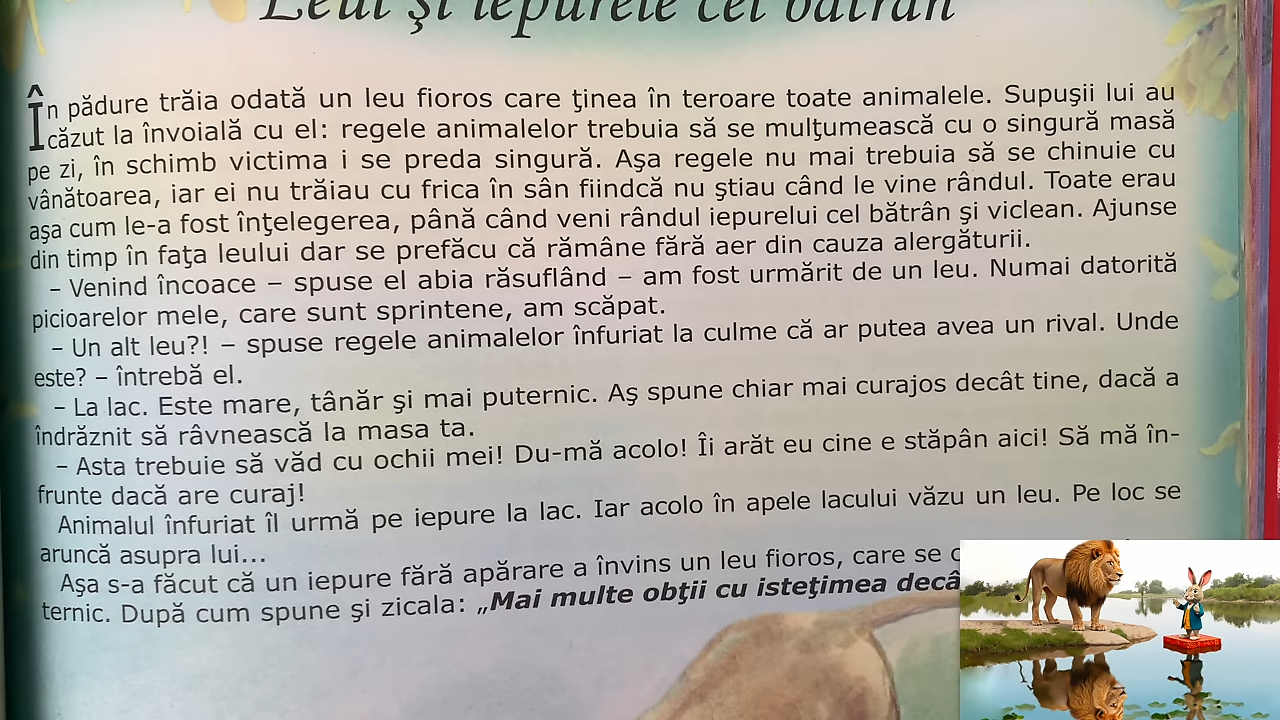 Leul şi iepurele cel bătrân
În pădure trăia odată un leu fioros care ţinea în teroare toate animalele. Supuşii lui au
căzut la învoială cu el: regele animalelor trebuia să se mulţumească cu o singură masă
pe zi, în schimb victima i se preda singură. Aşa regele nu mai trebuia să se chinuie cu
vânătoarea, iar ei nu trăiau cu frica în sân fiindcă nu ştiau când le vine rândul. Toate erau
aşa cum le-a fost înţelegerea, până când veni rândul iepurelui cel bătrân şi viclean. Ajunse
din timp în faţa leului dar se prefăcu că rămâne fără aer din cauza alergăturii.
– Venind încoace – spuse el abia răsuflând – am fost urmărit de un leu. Numai datorită
picioarelor mele, care sunt sprintene, am scăpat.
– Un alt leu?! – spuse regele animalelor înfuriat la culme că ar putea avea un rival. Unde
este? – întrebă el.
– La lac. Este mare, tânăr şi mai puternic. Aş spune chiar mai curajos decât tine, dacă a
îndrăznit să râvnească la masa ta.
– Asta trebuie să văd cu ochii mei! Du-mă acolo! Îi arăt eu cine e stăpân aici! Să mă în-
frunte dacă are curaj!
Animalul înfuriat îl urmă pe iepure la lac. Iar acolo în apele lacului văzu un leu. Pe loc se
aruncă asupra lui...
Aşa s-a făcut că un iepure fără apărare a învins un leu fioros, care se
ternic. După cum spune şi zicala: „Mai multe obţii cu isteţimea